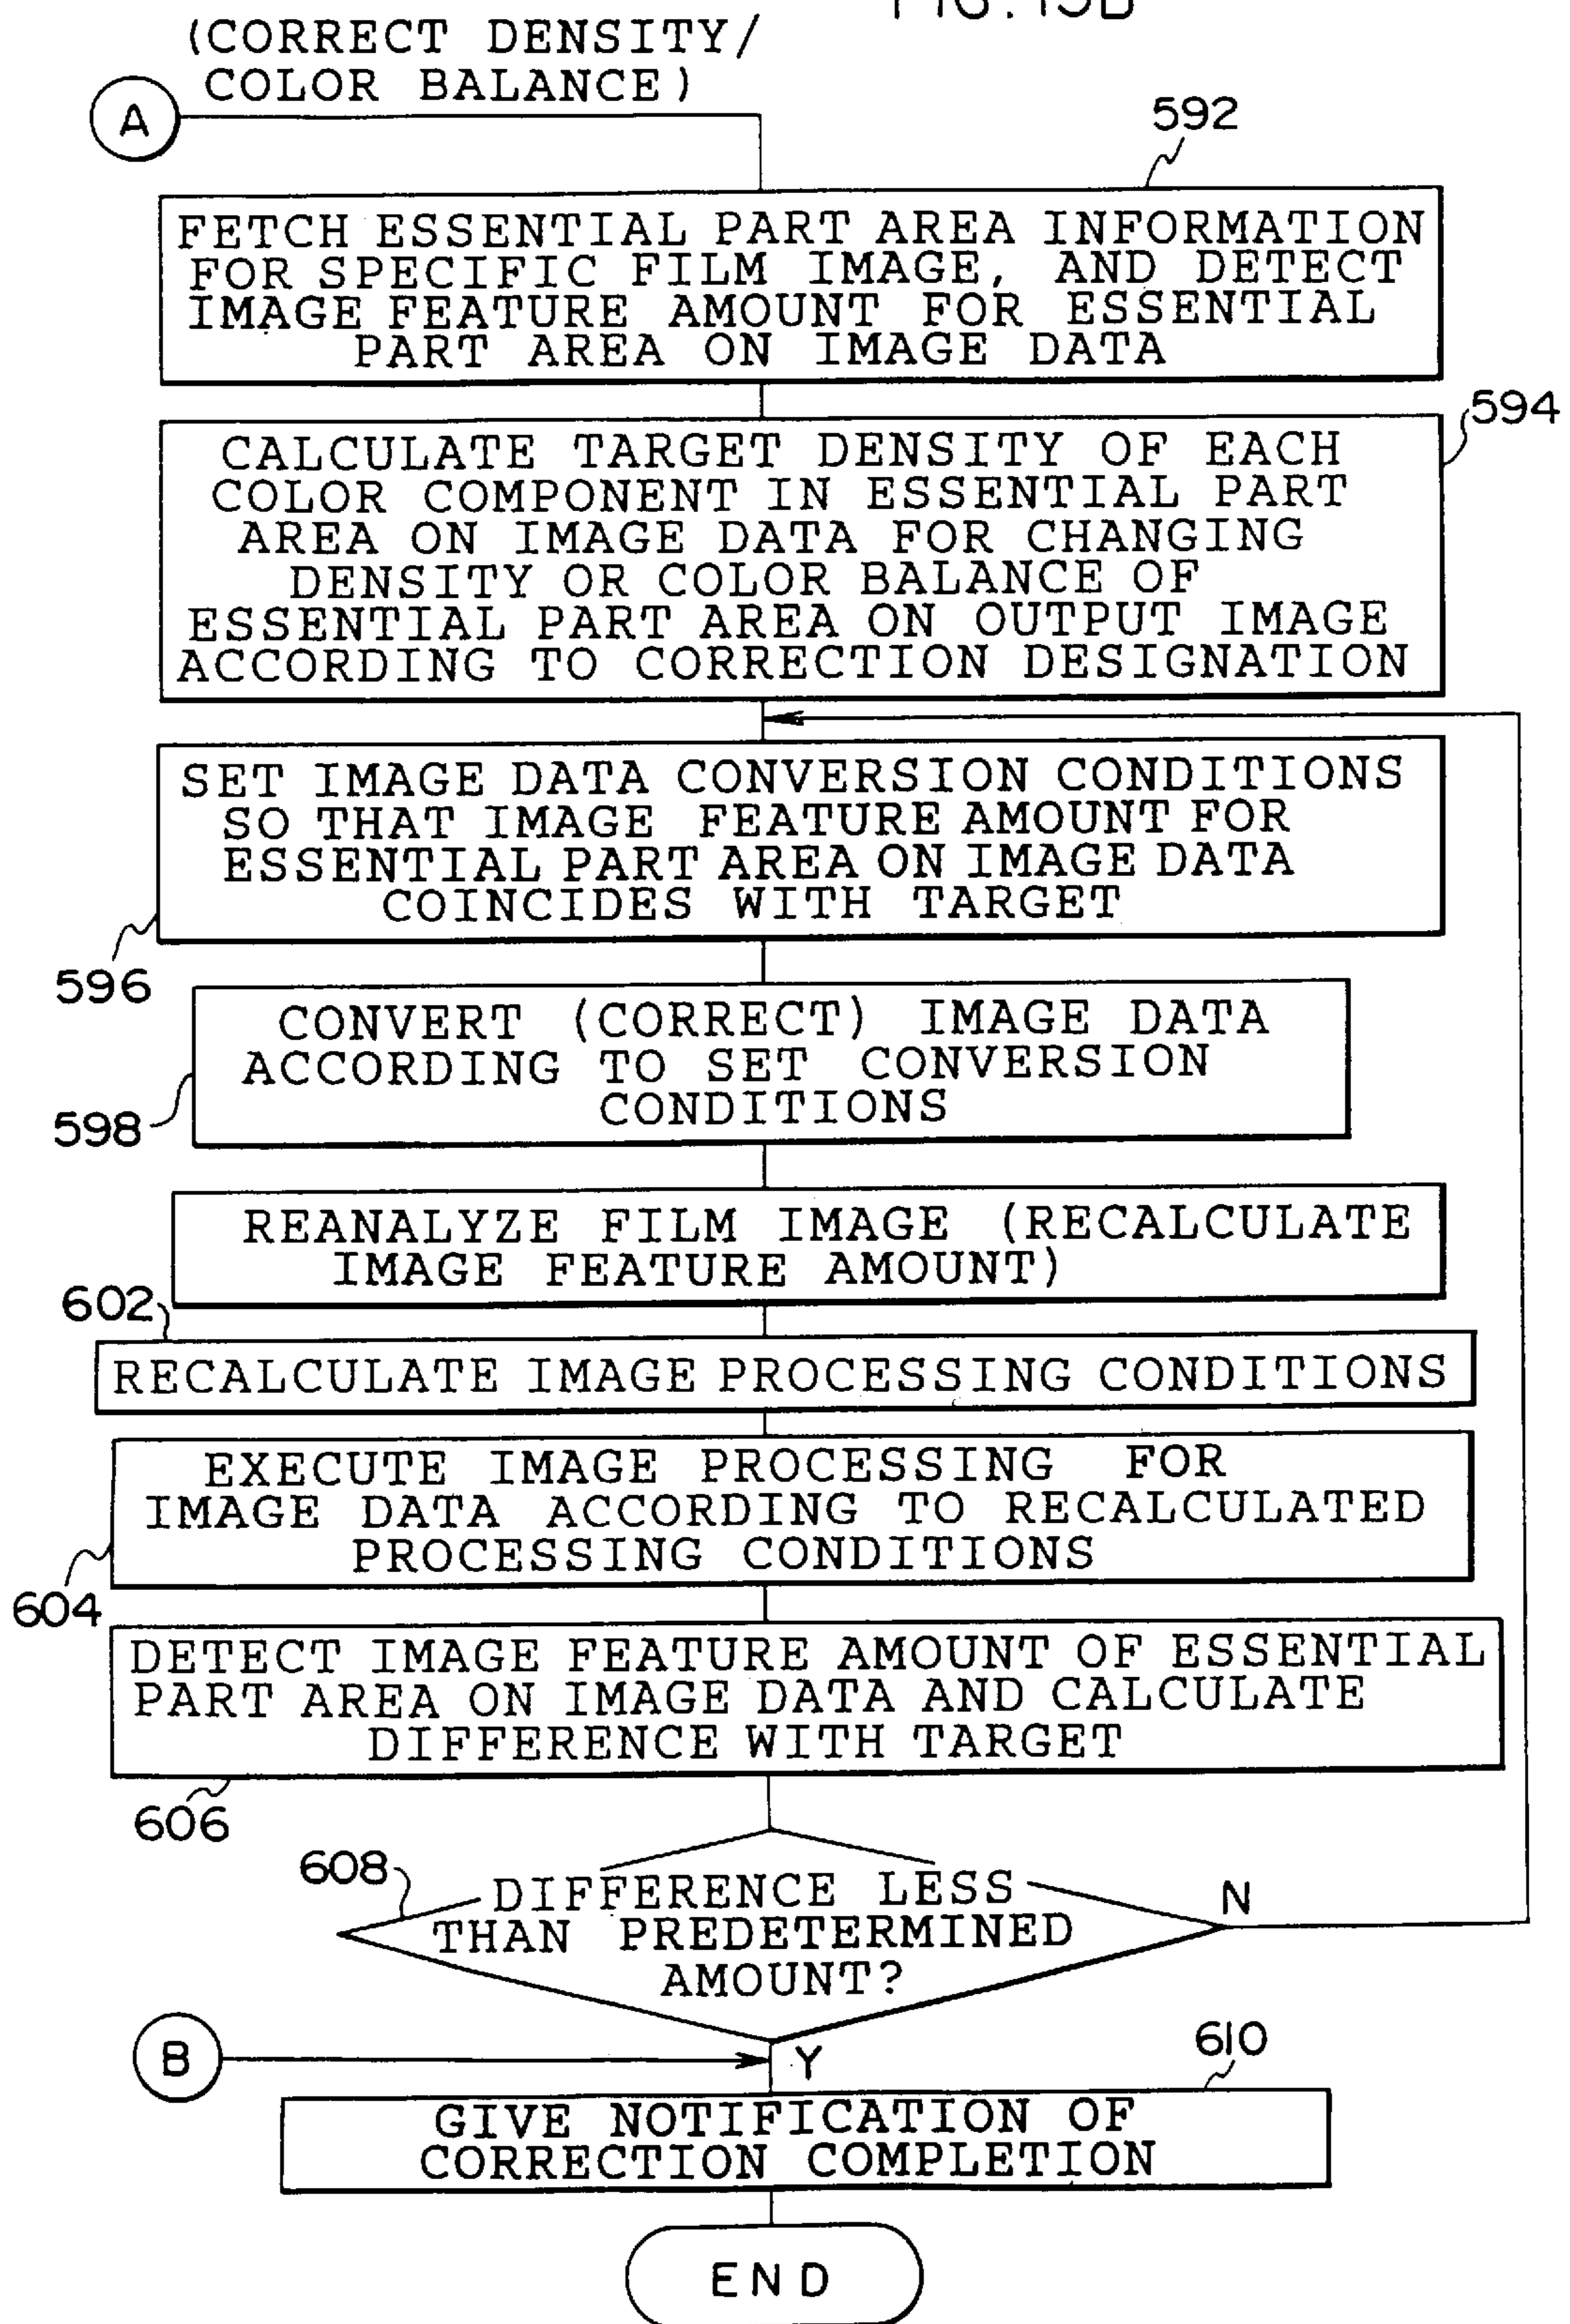 (CORRECT DENSITY/
COLOR BALANCE)
A
592
FETCH ESSENTIAL PART AREA INFORMATION
FOR SPECIFIC FILM IMAGE, AND DETECT
IMAGE FEATURE AMOUNT FOR ESSENTIAL
PART AREA ON IMAGE DATA
594
CALCULATE TARGET DENSITY OF EACH
COLOR COMPONENT IN ESSENTIAL PART
AREA ON IMAGE DATA FOR CHANGING
DENSITY OR COLOR BALANCE OF
ESSENTIAL PART AREA ON OUTPUT IMAGE
ACCORDING TO CORRECTION DESIGNATION
SET IMAGE DATA CONVERSION CONDITIONS
SO THAT IMAGE FEATURE AMOUNT FOR
ESSENTIAL PART AREA ON IMAGE DATA
COINCIDES WITH TARGET
596
CONVERT (CORRECT) IMAGE DATA
ACCORDING TO SET CONVERSION
CONDITIONS
598
REANALYZE FILM IMAGE (RECALCULATE
IMAGE FEATURE AMOUNT)
602
RECALCULATE IMAGE PROCESSING CONDITIONS
EXECUTE IMAGE PROCESSING FOR
IMAGE DATA ACCORDING TO RECALCULATED
PROCESSING CONDITIONS
604
DETECT IMAGE FEATURE AMOUNT OF ESSENTIAL
PART AREA ON IMAGE DATA AND CALCULATE
DIFFERENCE WITH TARGET
606
608
DIFFERENCE LESS
THAN PREDETERMINED
AMOUNT?
N
B
Y
610
GIVE NOTIFICATION OF
CORRECTION COMPLETION
END